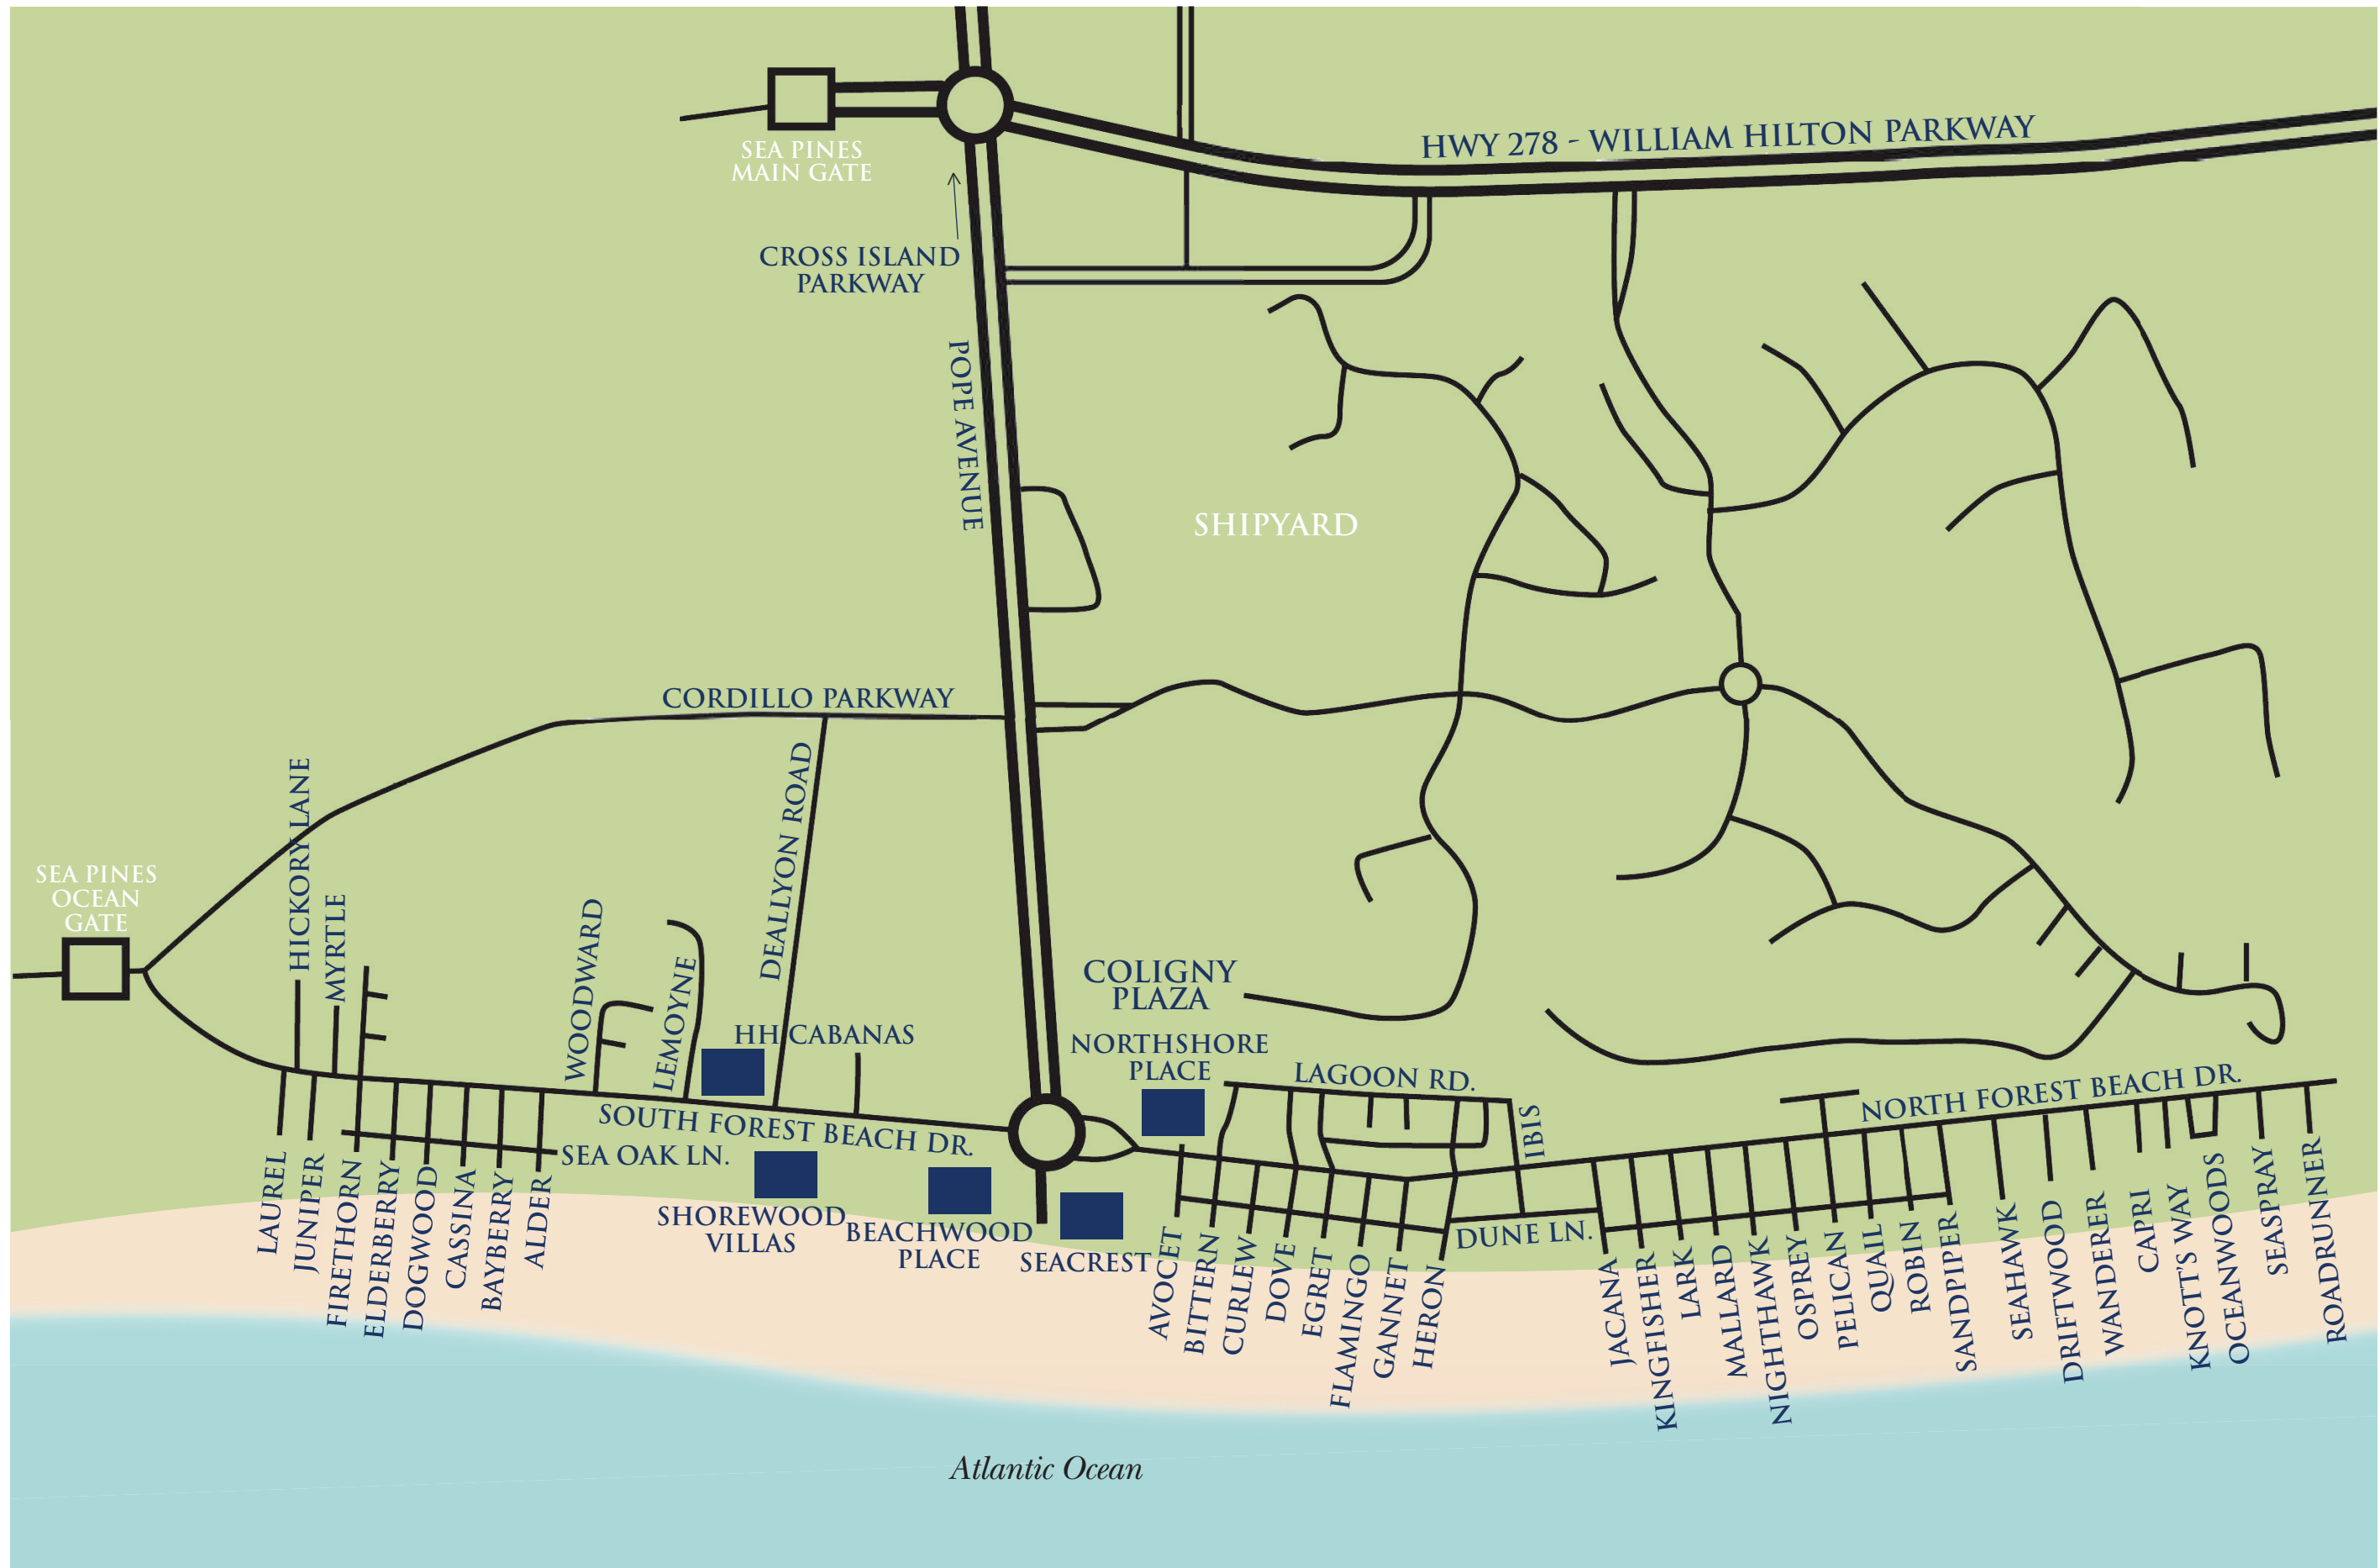 HWY 278 - WILLIAM HILTON PARKWAY
SEA PINES
MAIN GATE
CROSS ISLAND
PARKWAY
POPE AVENUE
SHIPYARD
CORDILLO PARKWAY
DEALLYON ROAD
HICKORY LANE
SEA PINES
OCEAN
GATE
MYRTLE
WOODWARD
LEMOYNE
HH CABANAS
COLIGNY
PLAZA
NORTHSHORE
PLACE
LAGOON RD.
IBIS
NORTH FOREST BEACH DR.
SOUTH FOREST BEACH DR.
SEA OAK LN.
SHOREWOOD
VILLAS
BEACHWOOD
PLACE
SEACREST
DUNE LN.
LAUREL
JUNIPER
FIRETHORN
ELDERBERRY
DOGWOOD
CASSINA
BAYBERRY
ALDER
AVOCET
BITTERN
CURLEW
DOVE
EGRET
FLAMINGO
GANNET
HERON
JACANA
KINGFISHER
LARK
MALLARD
NIGHTHAWK
OSPREY
PELICAN
QUAIL
ROBIN
SANDPIPER
SEAHAWK
DRIFTWOOD
WANDERER
CAPRI
KNOTT'S WAY
OCEANWOODS
SEASPRAY
ROADRUNNER
Atlantic Ocean